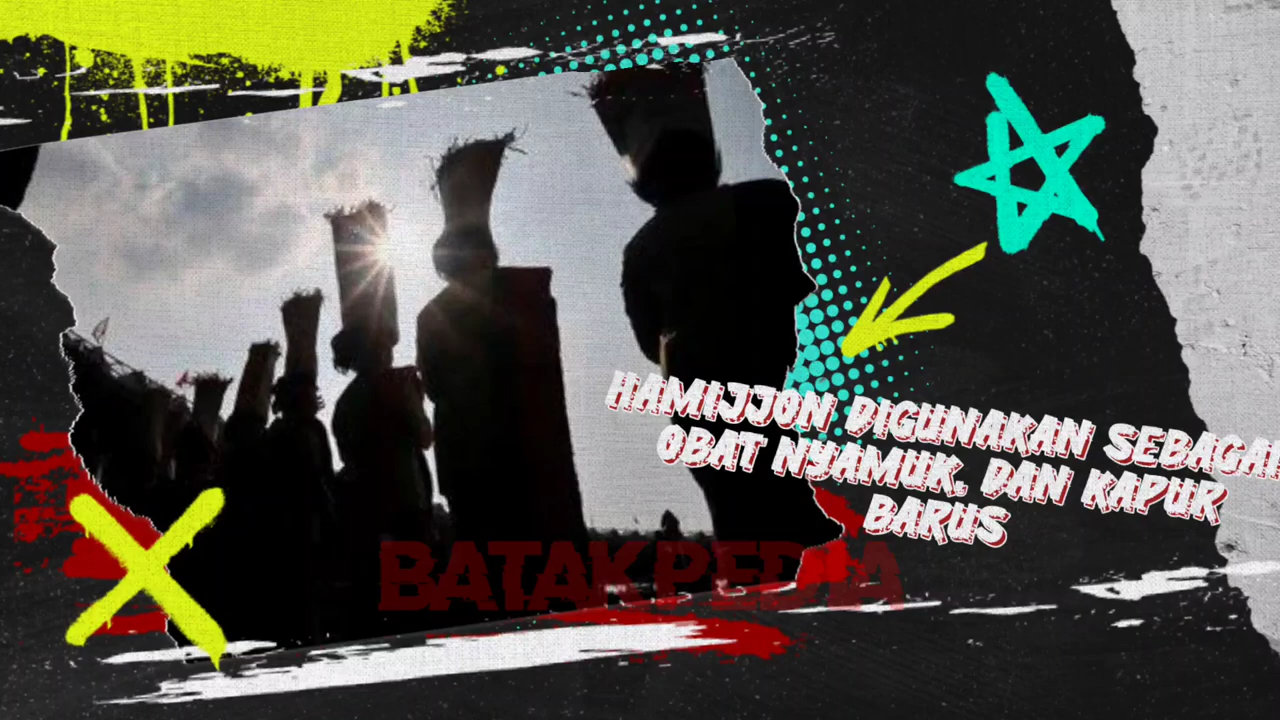 HAMIJJON DIGUNAKAN SEBAGAI
OBAT NYAMUK, DAN KAPUR
BARUS
BATAKPEDIA